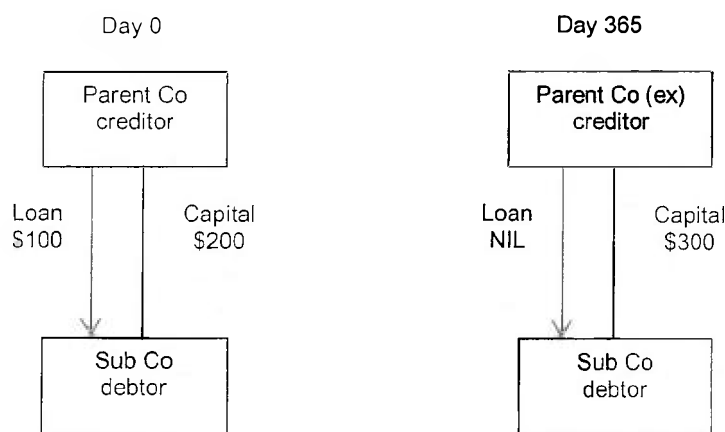 Day 0
Parent Co
creditor
Loan
$100
Capital
$200
Sub Co
debtor
Day 365
Parent Co (ex)
creditor
Loan
NIL
Capital
$300
Sub Co
debtor